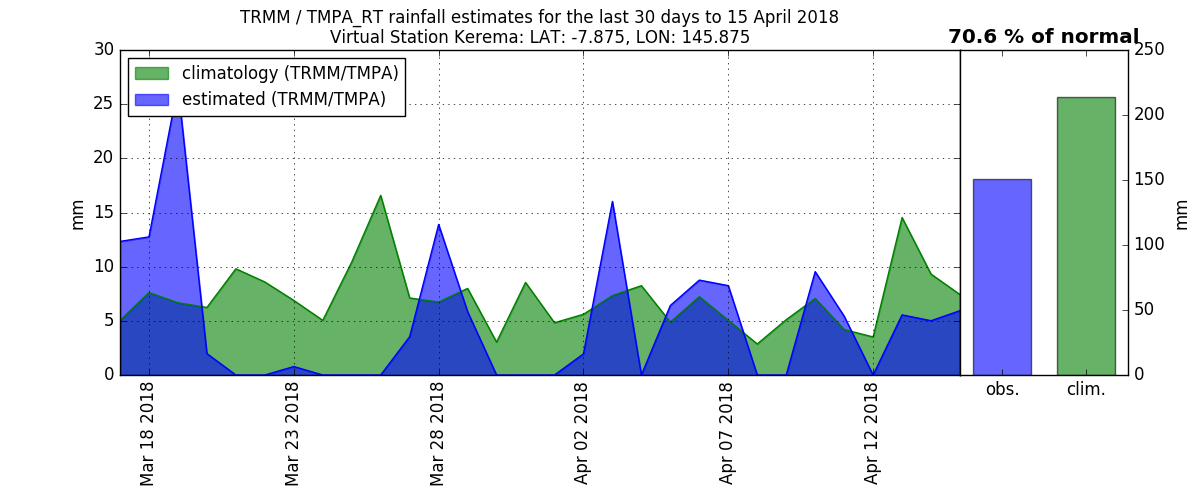 TRMM / TMPA_RT rainfall estimates for the last 30 days to 15 April 2018
Virtual Station Kerema: LAT: -7.875, LON: 145.875
70.6 % of normal
climatology (TRMM/TMPA)
estimated (TRMM/TMPA)
mm
30
25
20
15
10
5
0
Mar 18 2018
Mar 23 2018
Mar 28 2018
Apr 02 2018
Apr 07 2018
Apr 12 2018
obs.
clim.
250
200
150
100
50
0
mm